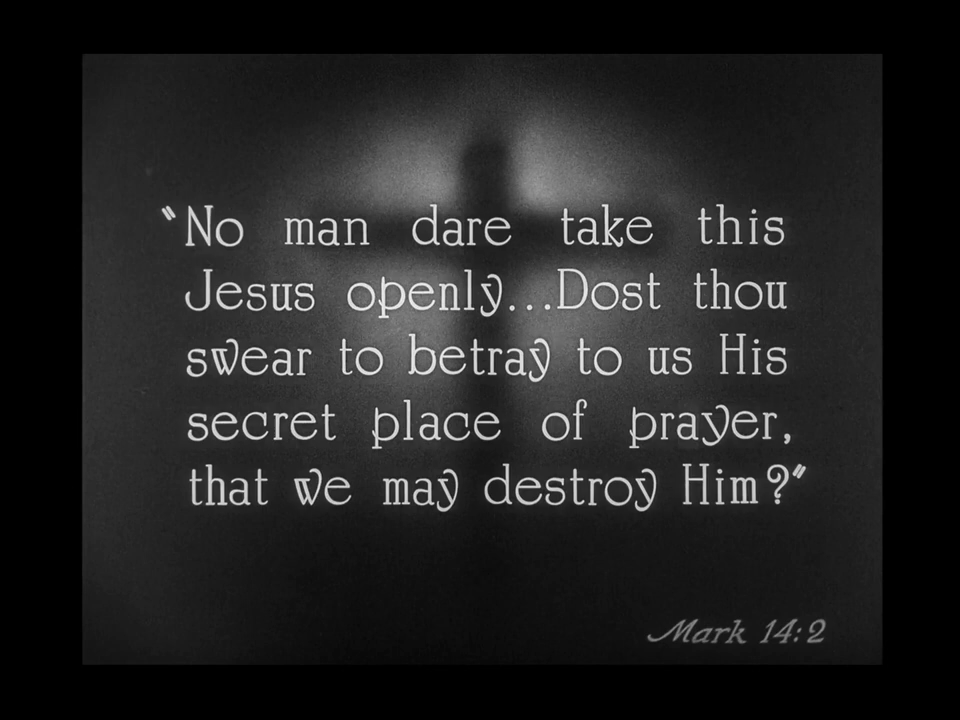 "No man dare take this
Jesus openly...Dost thou
swear to betray to us His
secret place of prayer,
that we may destroy Him?"
Mark 14:2